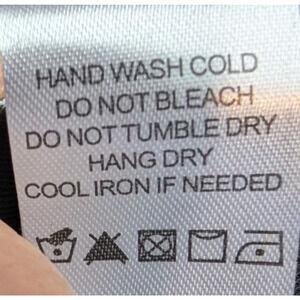 HAND WASH COLD
DO NOT BLEACH
DO NOT TUMBLE DRY
HANG DRY
COOL IRON IF NEEDED